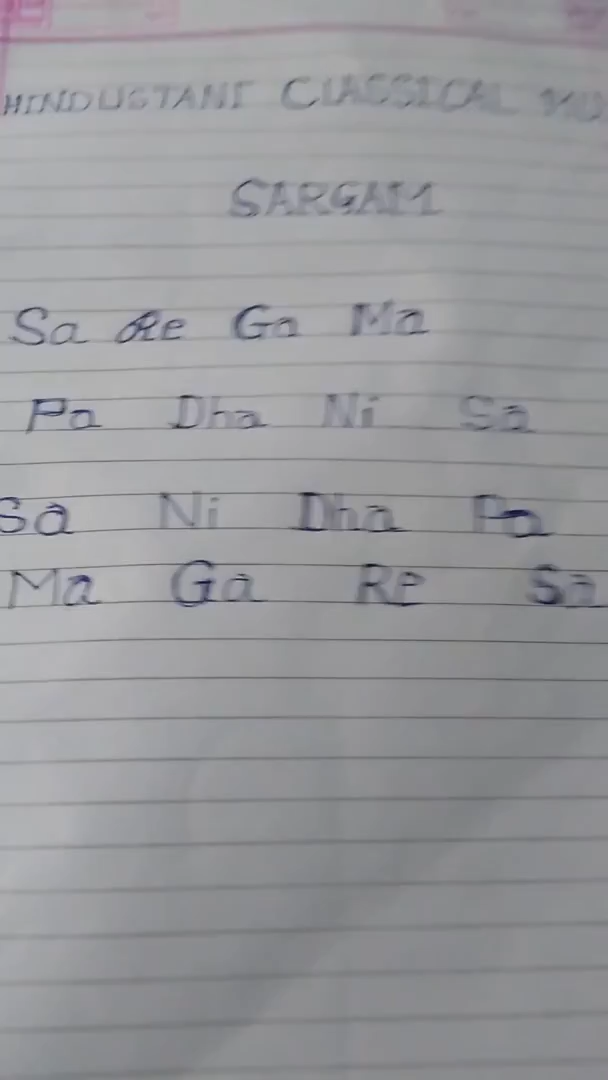 HINDUSTANI CLASSICAL MU
SARGAM
Sa Re Ga Ma
Pa Dha Ni Sa
Sa Ni Dha Pa
Ma Ga Re Sa